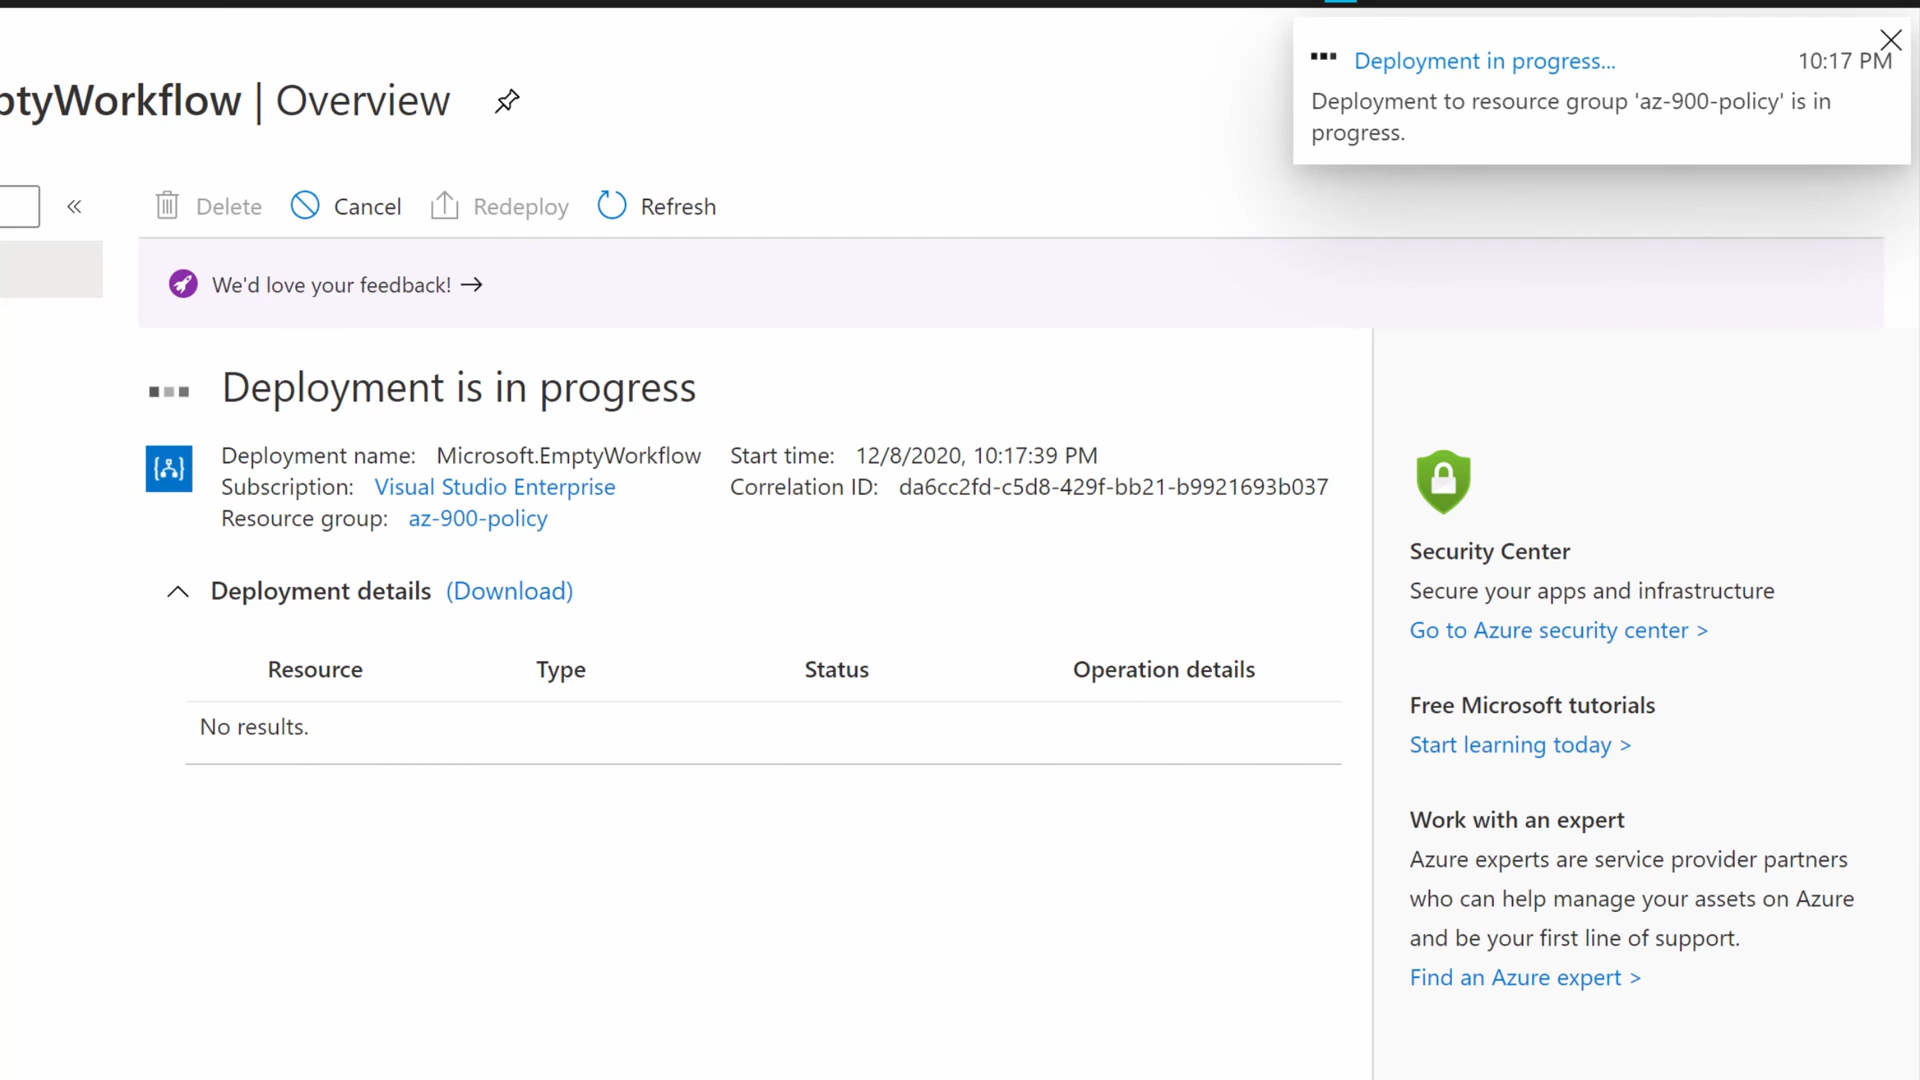 ptyWorkflow | Overview
Deployment in progress...
10:17 PM
Deployment to resource group 'az-900-policy' is in
progress.
Delete
Cancel
Redeploy
Refresh
We'd love your feedback! →
Deployment is in progress
Deployment name: Microsoft.EmptyWorkflow
Start time: 12/8/2020, 10:17:39 PM
Subscription: Visual Studio Enterprise
Correlation ID: da6cc2fd-c5d8-429f-bb21-b9921693b037
Resource group: az-900-policy
Deployment details (Download)
Resource Type Status Operation details
No results.
Security Center
Secure your apps and infrastructure
Go to Azure security center >
Free Microsoft tutorials
Start learning today >
Work with an expert
Azure experts are service provider partners
who can help manage your assets on Azure
and be your first line of support.
Find an Azure expert >